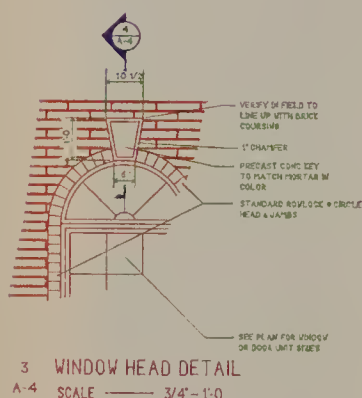 4
A-4
10 1/2
VERIFY IN FIELD TO
LINE UP WITH BRICK
COURSING
1" CHAMFER
PRECAST CONC KEY
TO MATCH MORTAR IN
COLOR
STANDARD ROWLOCK @ CIRCLE
HEAD & JAMBS
1'-0
6"
SEE PLAN FOR WINDOW
OR DOOR UNIT SIZES
3 WINDOW HEAD DETAIL
A-4 SCALE 3/4" - 1'-0